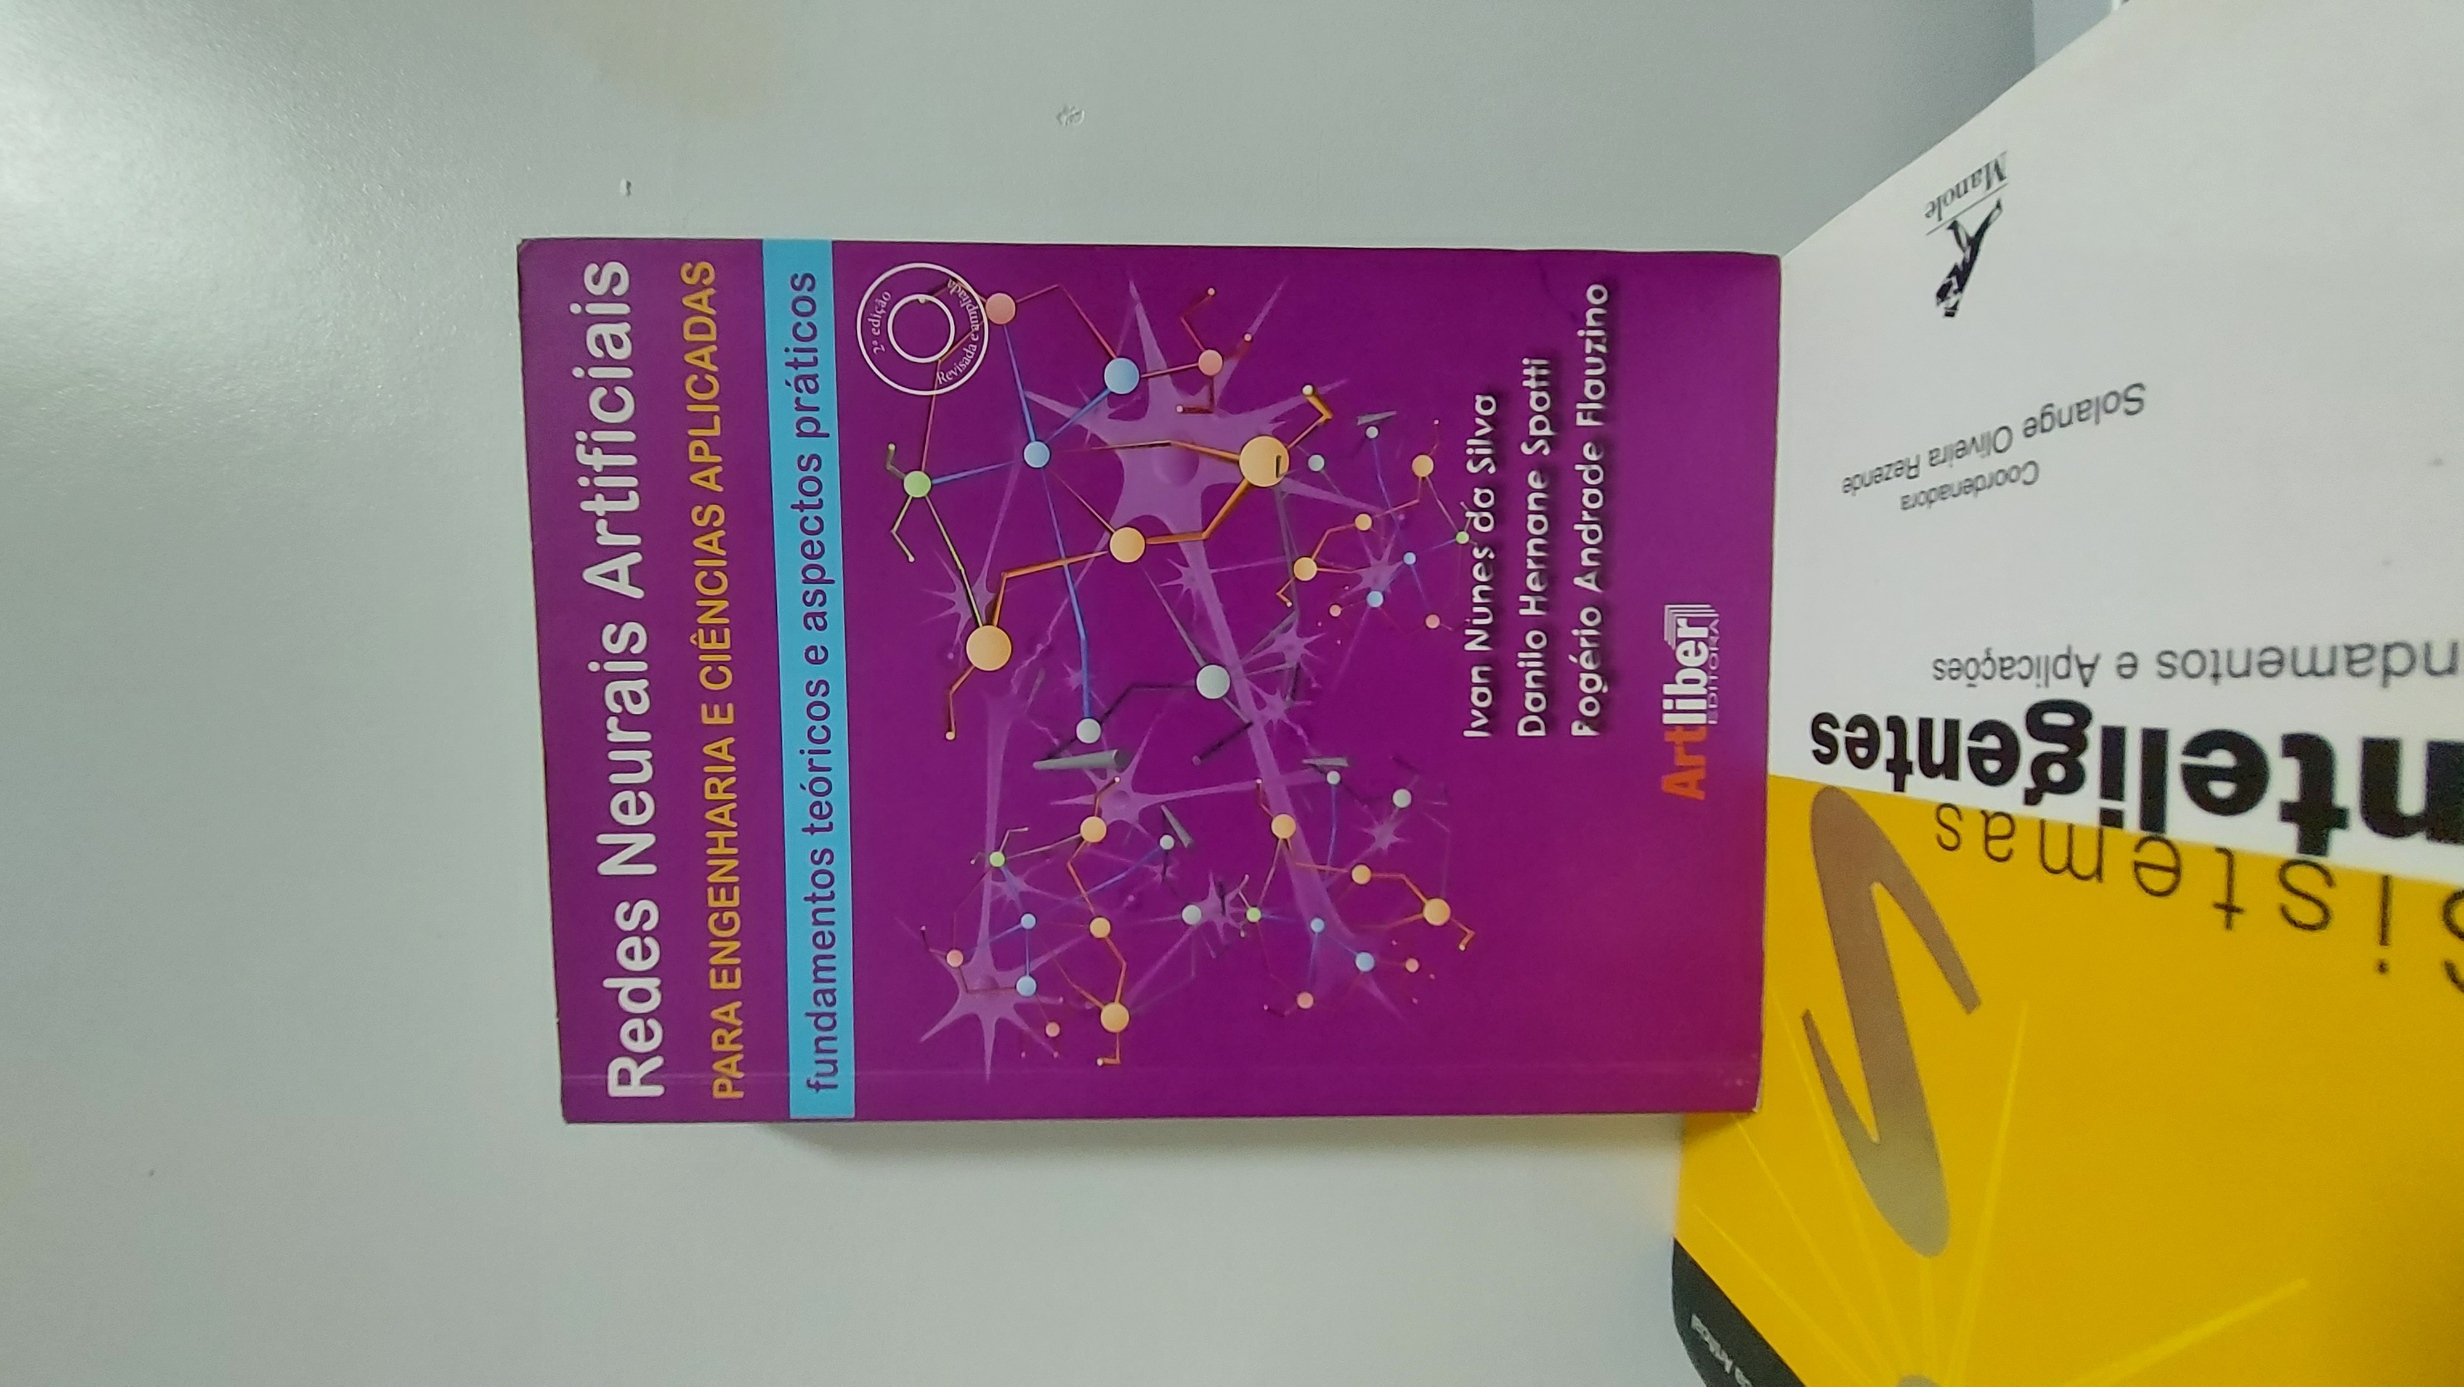 Redes Neurais Artificiais
PARA ENGENHARIA E CIÊNCIAS APLICADAS
fundamentos teóricos e aspectos práticos
2ª edição
Revisada e ampliada
Ivan Nunes da Silva
Danilo Hernane Spatti
Rogério Andrade Flauzino
Artliber
EDITORA
S
Sistemas
nteligentes
ndamentos e Aplicações
Coordenadora
Solange Oliveira Rezende
Manole